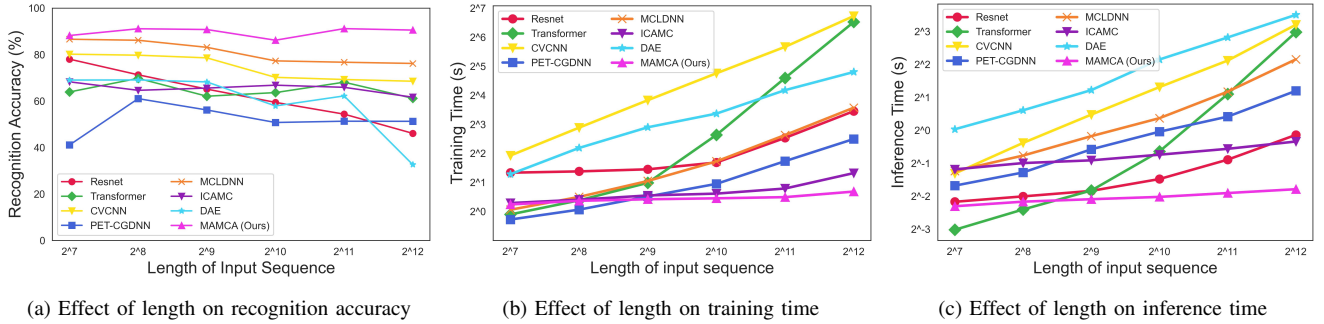 100
80
60
40
20
0
Recognition Accuracy (%)
Resnet
Transformer
CVCNN
PET-CGDNN
MCLDNN
ICAMC
DAE
MAMCA (Ours)
2^7 2^8 2^9 2^10 2^11 2^12
Length of Input Sequence
(a) Effect of length on recognition accuracy
2^7
2^6
2^5
2^4
2^3
2^2
2^1
2^0
Training Time (s)
Resnet
Transformer
CVCNN
PET-CGDNN
MCLDNN
ICAMC
DAE
MAMCA (Ours)
2^7 2^8 2^9 2^10 2^11 2^12
Length of input sequence
(b) Effect of length on training time
2^3
2^2
2^1
2^0
2^-1
2^-2
2^-3
Inference Time (s)
Resnet
Transformer
CVCNN
PET-CGDNN
MCLDNN
ICAMC
DAE
MAMCA (Ours)
2^7 2^8 2^9 2^10 2^11 2^12
Length of input sequence
(c) Effect of length on inference time